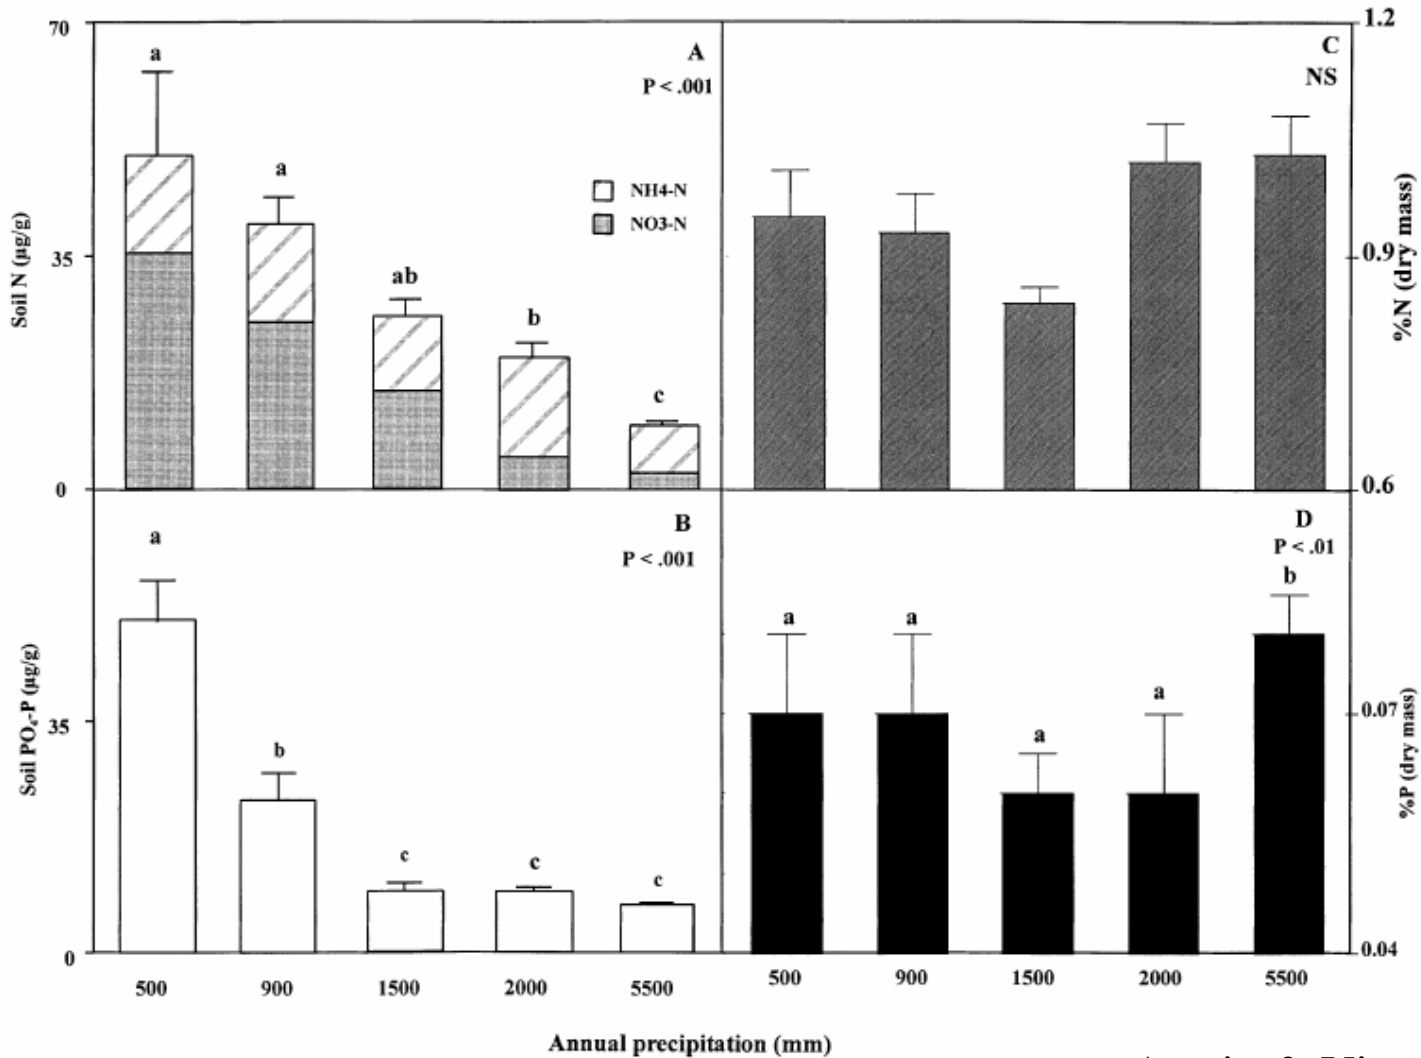 70
a
A
P < .001
a
NH4-N
NO3-N
ab
b
c
35
0
Soil N (µg/g)
C
NS
1.2
0.9
0.6
%N (dry mass)
B
P < .001
a
b
c
c
c
35
0
Soil PO₄-P (µg/g)
500
900
1500
2000
5500
D
P < .01
a
a
a
a
b
0.07
0.04
%P (dry mass)
500
900
1500
2000
5500
Annual precipitation (mm)